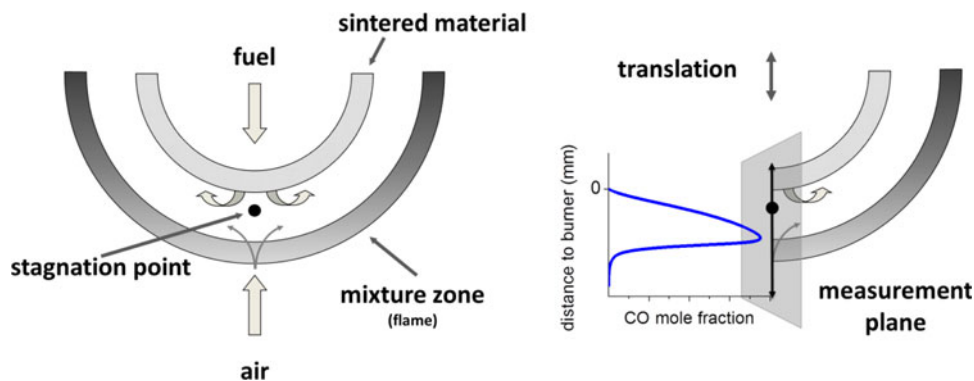 sintered material
fuel
stagnation point
mixture zone
(flame)
air
translation
0
distance to burner (mm)
CO mole fraction
measurement
plane